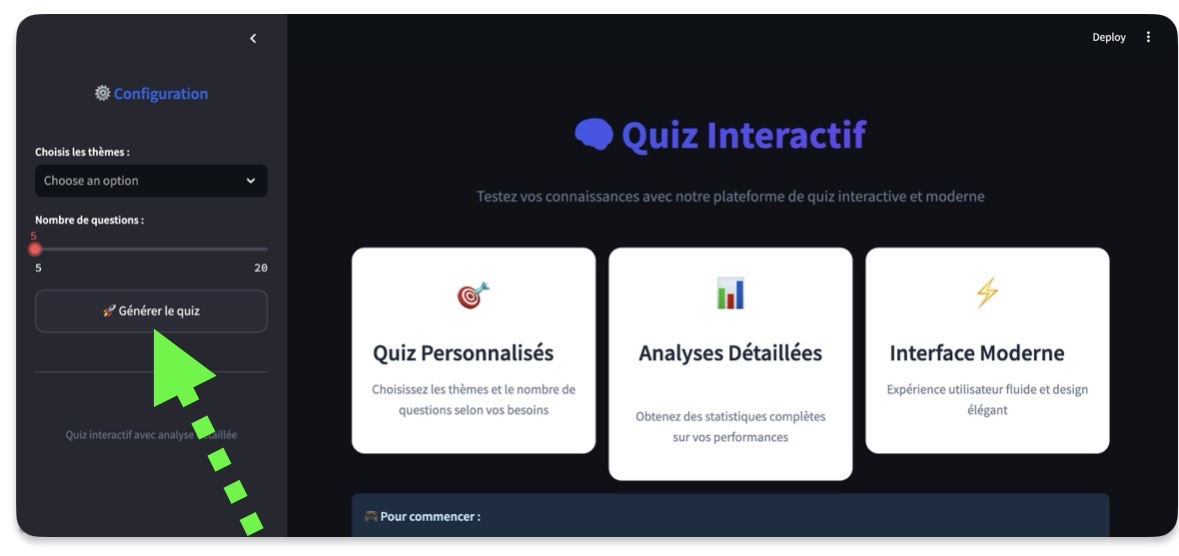 Deploy
Configuration
Choisis les thèmes :
Choose an option
Nombre de questions :
5
5
20
Générer le quiz
Quiz interactif avec analyse détaillée
Quiz Interactif
Testez vos connaissances avec notre plateforme de quiz interactive et moderne
Quiz Personnalisés
Choisissez les thèmes et le nombre de
questions selon vos besoins
Analyses Détaillées
Obtenez des statistiques complètes
sur vos performances
Interface Moderne
Expérience utilisateur fluide et design
élégant
Pour commencer :